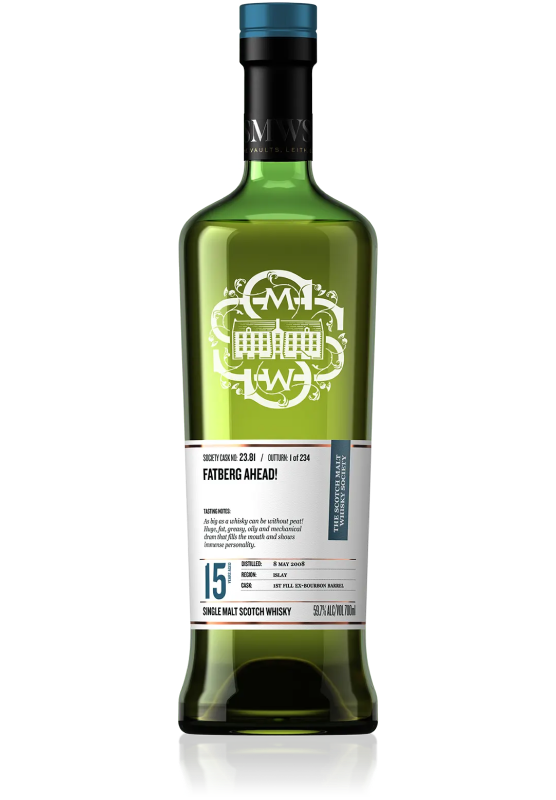 SMWS
VAULTS, LEITH
M
W
SOCIETY CASK NO: 23.81 / OUTTURN: 1 of 234
FATBERG AHEAD!
THE SCOTCH MALT
WHISKY SOCIETY
TASTING NOTES:
As big as a whisky can be without peat!
Huge, fat, greasy, oily and mechanical
dram that fills the mouth and shows
immense personality.
15 YEARS AGED
DISTILLED: 8 MAY 2008
REGION: ISLAY
CASK: 1ST FILL EX-BOURBON BARREL
SINGLE MALT SCOTCH WHISKY 59.7% ALC/VOL 700ml